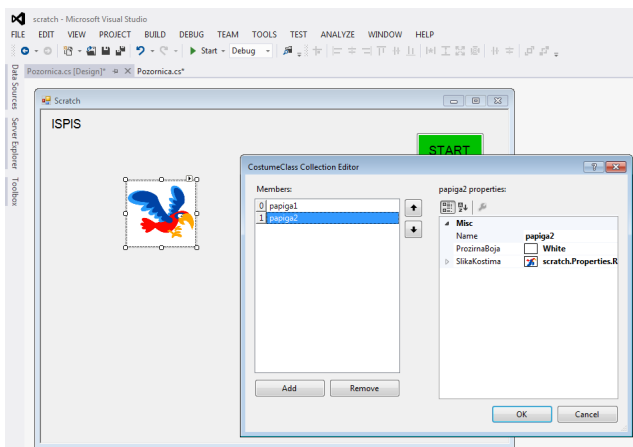 scratch - Microsoft Visual Studio
FILE EDIT VIEW PROJECT BUILD DEBUG TEAM TOOLS TEST ANALYZE WINDOW HELP
Start - Debug
Pozornica.cs [Design]* Pozornica.cs*
Data Sources
Server Explorer
Toolbox
Scratch
ISPIS
START
CostumeClass Collection Editor
Members:
0 papiga1
1 papiga2
Add Remove
papiga2 properties:
Misc
Name papiga2
ProzirnaBoja White
SlikaKostima scratch.Properties.R
OK Cancel